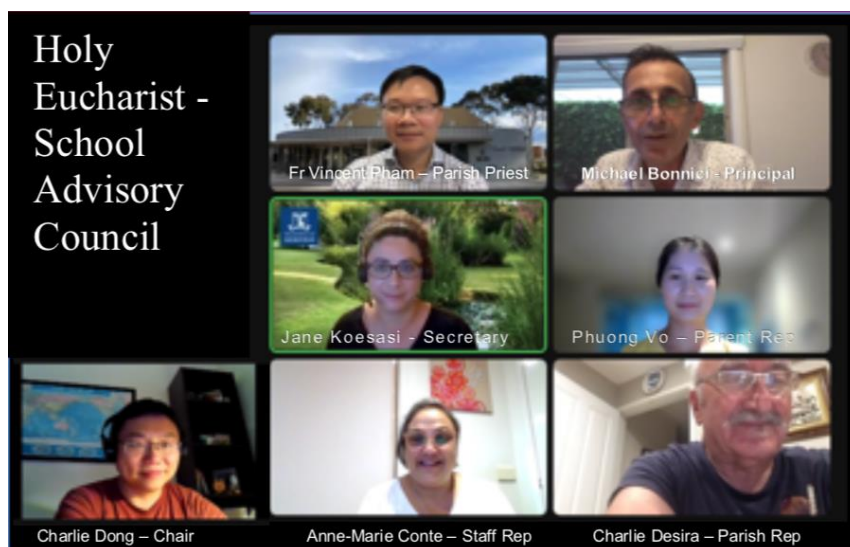 Holy
Eucharist -
School
Advisory
Council
Fr Vincent Pham – Parish Priest
Michael Bonnici - Principal
Jane Koesasi - Secretary
Phuong Vo – Parent Rep
Charlie Dong – Chair
Anne-Marie Conte – Staff Rep
Charlie Desira – Parish Rep